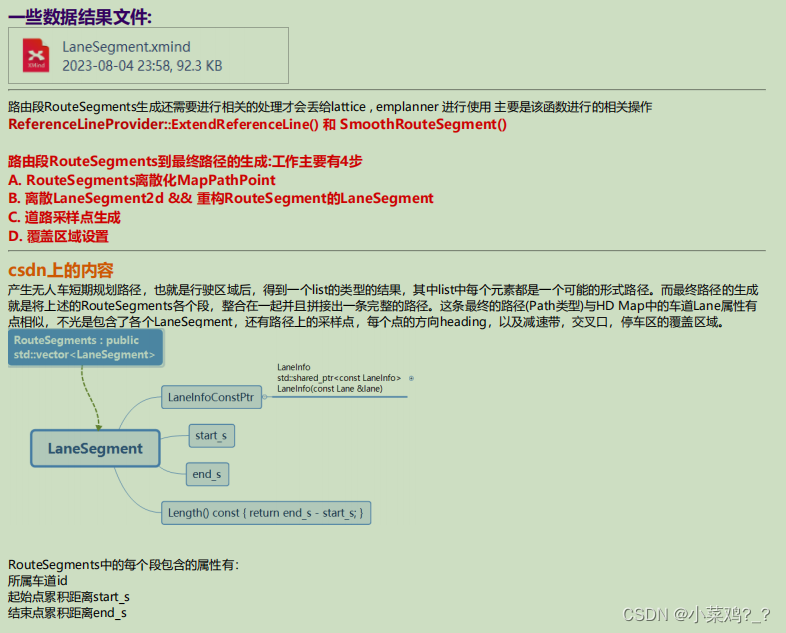 一些数据结果文件:
LaneSegment.xmind
XMind
2023-08-04 23:58, 92.3 KB
路由段RouteSegments生成还需要进行相关的处理才会丢给lattice , emplanner 进行使用 主要是该函数进行的相关操作
ReferenceLineProvider::ExtendReferenceLine() 和 SmoothRouteSegment()
路由段RouteSegments到最终路径的生成:工作主要有4步
A. RouteSegments离散化MapPathPoint
B. 离散LaneSegment2d && 重构RouteSegment的LaneSegment
C. 道路采样点生成
D. 覆盖区域设置
csdn上的内容
产生无人车短期规划路径，也就是行驶区域后，得到一个list的类型的结果，其中list中每个元素都是一个可能的形式路径。而最终路径的生成
就是将上述的RouteSegments各个段，整合在一起并且拼接出一条完整的路径。这条最终的路径(Path类型)与HD Map中的车道Lane属性有
点相似，不光是包含了各个LaneSegment，还有路径上的采样点，每个点的方向heading，以及减速带，交叉口，停车区的覆盖区域。
RouteSegments : public
std::vector<LaneSegment>
LaneInfo
std::shared_ptr<const LaneInfo>
LaneInfo(const Lane &lane)
LaneInfoConstPtr
start_s
LaneSegment
end_s
Length() const { return end_s - start_s; }
RouteSegments中的每个段包含的属性有：
所属车道id
起始点累积距离start_s
结束点累积距离end_s
CSDN @小菜鸡?_?